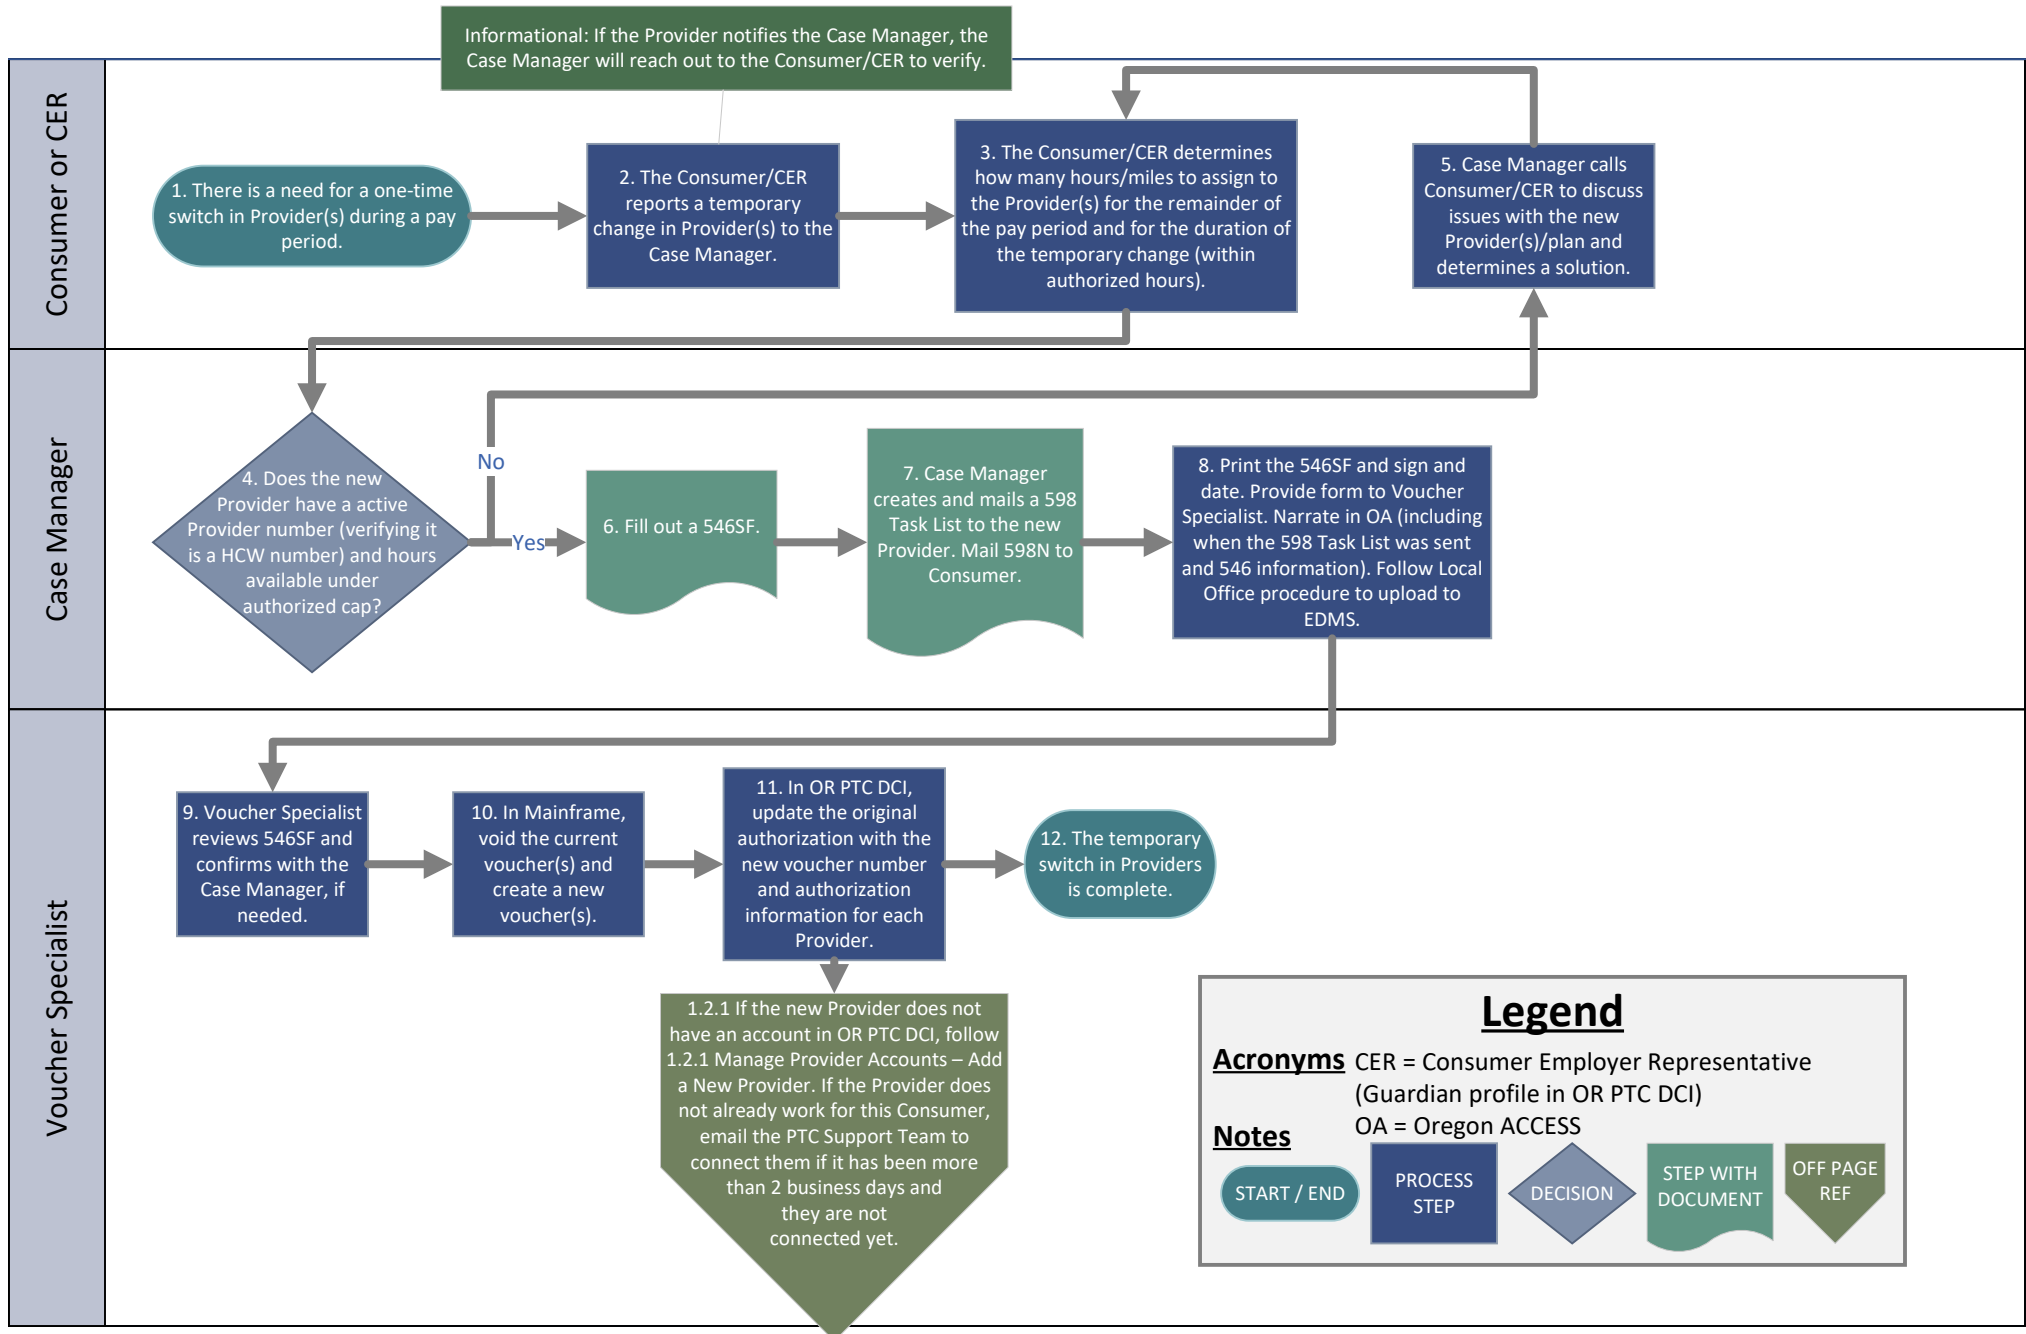 Informational: If the Provider notifies the Case Manager, the
Case Manager will reach out to the Consumer/CER to verify.
Consumer or CER
1. There is a need for a one-time
switch in Provider(s) during a pay
period.
2. The Consumer/CER
reports a temporary
change in Provider(s) to the
Case Manager.
3. The Consumer/CER determines
how many hours/miles to assign to
the Provider(s) for the remainder of
the pay period and for the duration of
the temporary change (within
authorized hours).
5. Case Manager calls
Consumer/CER to discuss
issues with the new
Provider(s)/plan and
determines a solution.
Case Manager
4. Does the new
Provider have a active
Provider number (verifying it
is a HCW number) and hours
available under
authorized cap?
No
Yes
6. Fill out a 546SF.
7. Case Manager
creates and mails a 598
Task List to the new
Provider. Mail 598N to
Consumer.
8. Print the 546SF and sign and
date. Provide form to Voucher
Specialist. Narrate in OA (including
when the 598 Task List was sent
and 546 information). Follow Local
Office procedure to upload to
EDMS.
Voucher Specialist
9. Voucher Specialist
reviews 546SF and
confirms with the
Case Manager, if
needed.
10. In Mainframe,
void the current
voucher(s) and
create a new
voucher(s).
11. In OR PTC DCI,
update the original
authorization with the
new voucher number
and authorization
information for each
Provider.
12. The temporary
switch in Providers
is complete.
1.2.1 If the new Provider does not
have an account in OR PTC DCI, follow
1.2.1 Manage Provider Accounts – Add
a New Provider. If the Provider does
not already work for this Consumer,
email the PTC Support Team to
connect them if it has been more
than 2 business days and
they are not
connected yet.
Legend
Acronyms CER = Consumer Employer Representative
(Guardian profile in OR PTC DCI)
OA = Oregon ACCESS
Notes
START / END
PROCESS
STEP
DECISION
STEP WITH
DOCUMENT
OFF PAGE
REF